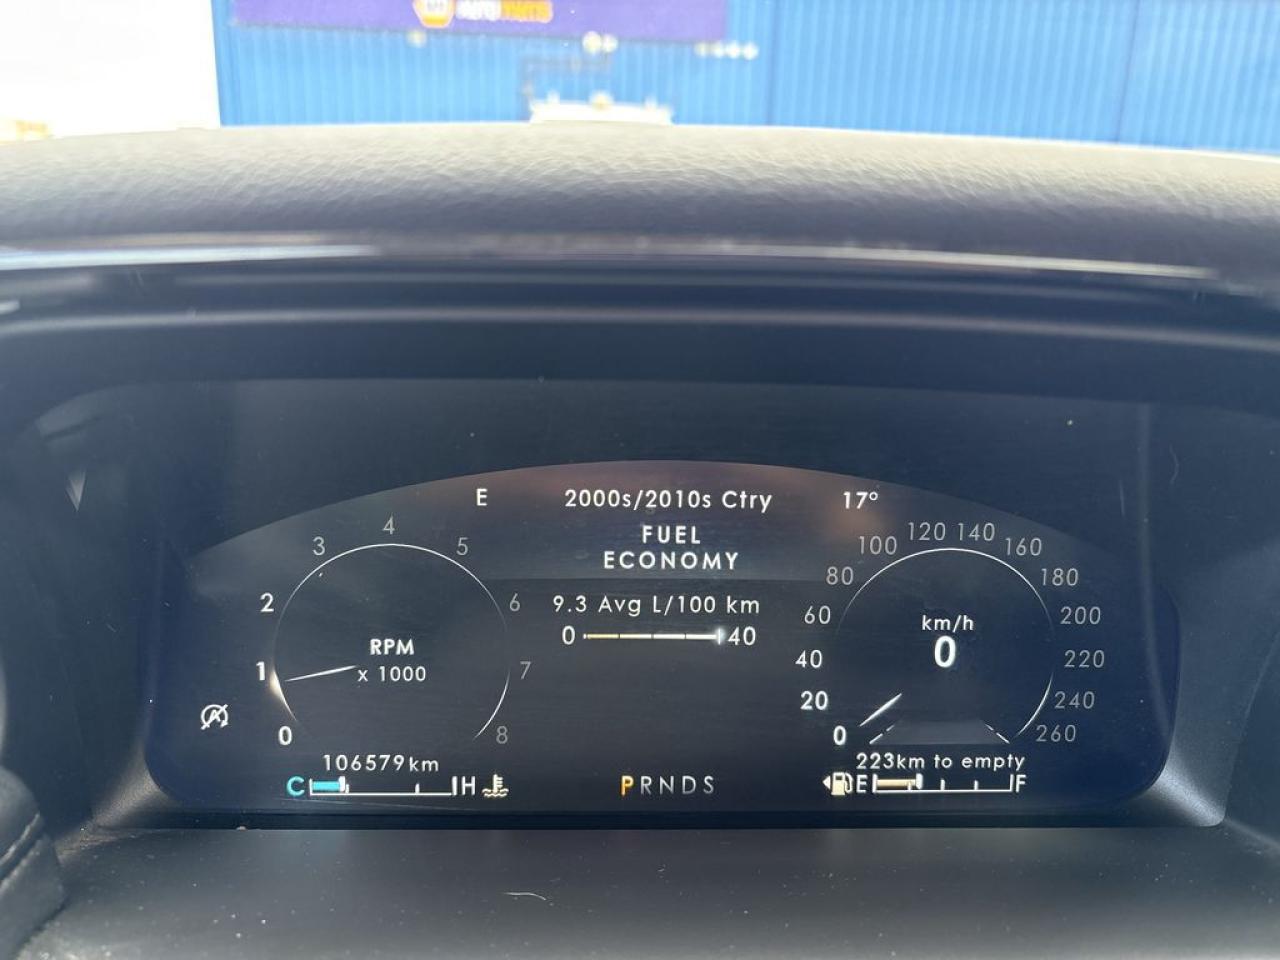 AUTO PARTS
E 2000s/2010s Ctry 17°
FUEL
ECONOMY
9.3 Avg L/100 km
0 40
0 1 2 3 4 5 6 7 8
RPM
x 1000
0 20 40 60 80 100 120 140 160 180 200 220 240 260
km/h
0
106579km
C H
PRNDS
223km to empty
E F